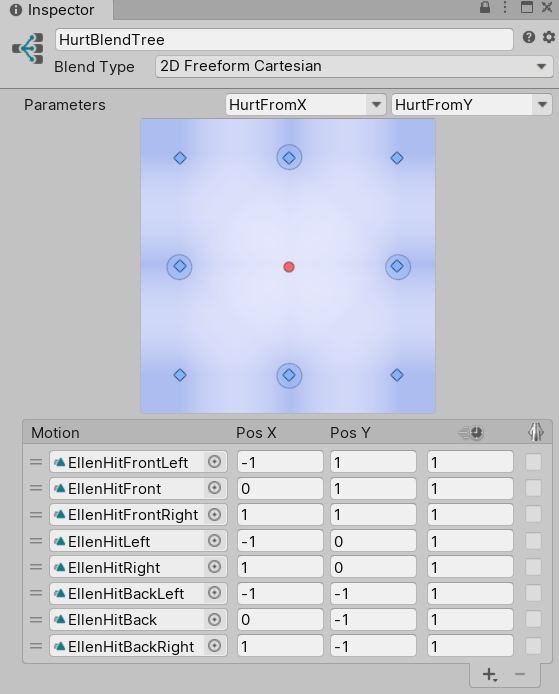 Inspector
HurtBlendTree
Blend Type 2D Freeform Cartesian
Parameters HurtFromX HurtFromY
Motion Pos X Pos Y
EllenHitFrontLeft -1 1 1
EllenHitFront 0 1 1
EllenHitFrontRight 1 1 1
EllenHitLeft -1 0 1
EllenHitRight 1 0 1
EllenHitBackLeft -1 -1 1
EllenHitBack 0 -1 1
EllenHitBackRight 1 -1 1